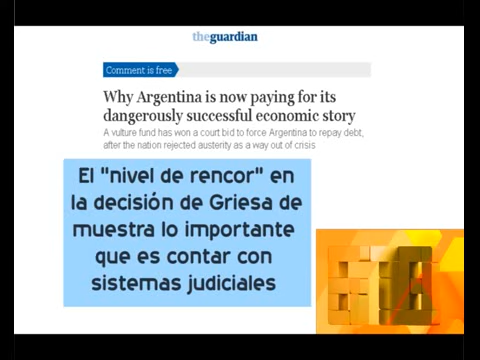 theguardian
Comment is free
Why Argentina is now paying for its
dangerously successful economic story
A vulture fund has won a court bid to force Argentina to repay debt,
after the nation rejected austerity as a way out of crisis
El "nivel de rencor" en
la decisión de Griesa de
muestra lo importante
que es contar con
sistemas judiciales